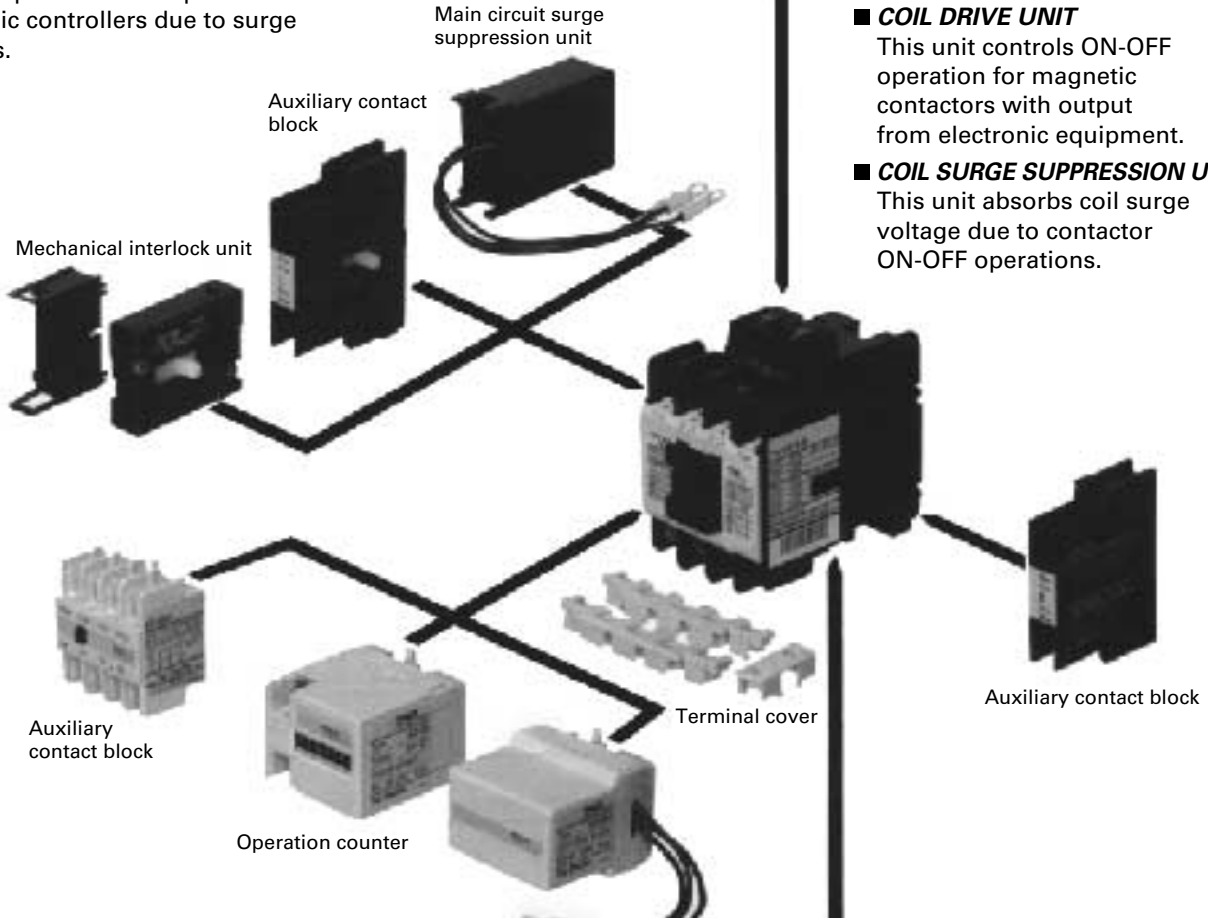 ic controllers due to surge
Main circuit surge
suppression unit
Auxiliary contact
block
Mechanical interlock unit
■ COIL DRIVE UNIT
This unit controls ON-OFF
operation for magnetic
contactors with output
from electronic equipment.
■ COIL SURGE SUPPRESSION U
This unit absorbs coil surge
voltage due to contactor
ON-OFF operations.
Auxiliary
contact block
Operation counter
Terminal cover
Auxiliary contact block